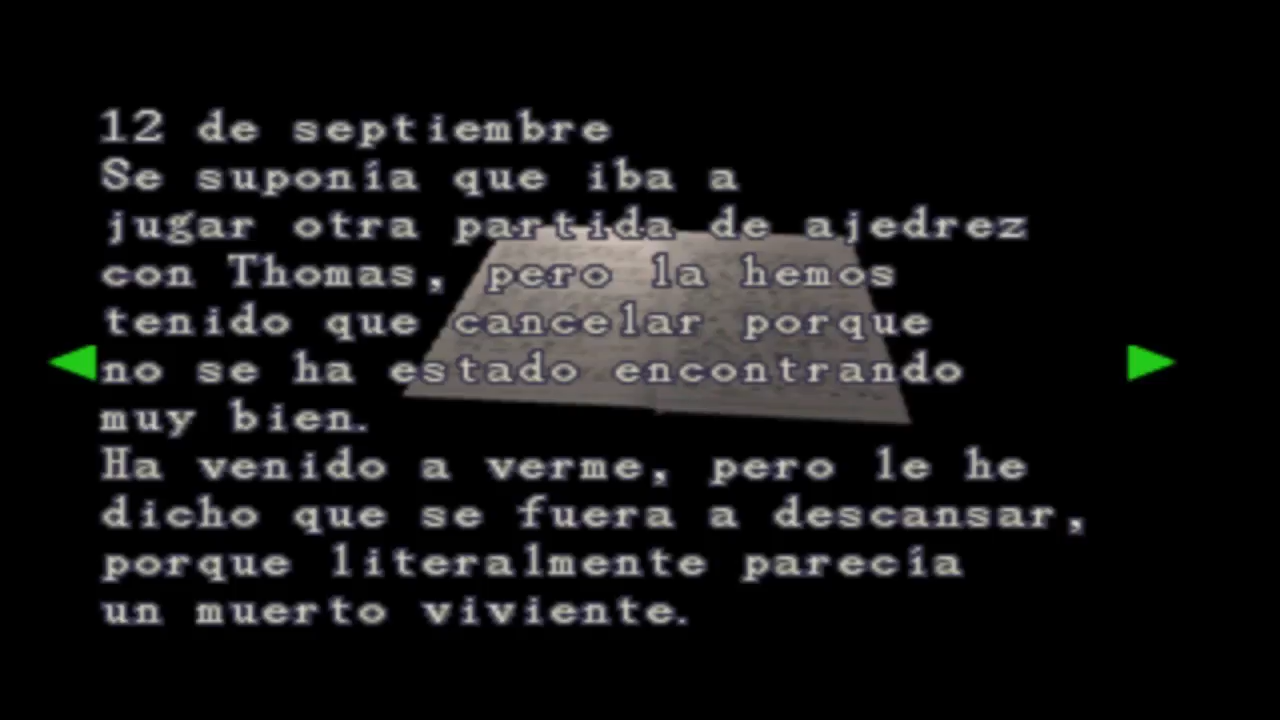 12 de septiembre
Se suponía que iba a
jugar otra partida de ajedrez
con Thomas, pero la hemos
tenido que cancelar porque
no se ha estado encontrando
muy bien.
Ha venido a verme, pero le he
dicho que se fuera a descansar,
porque literalmente parecía
un muerto viviente.